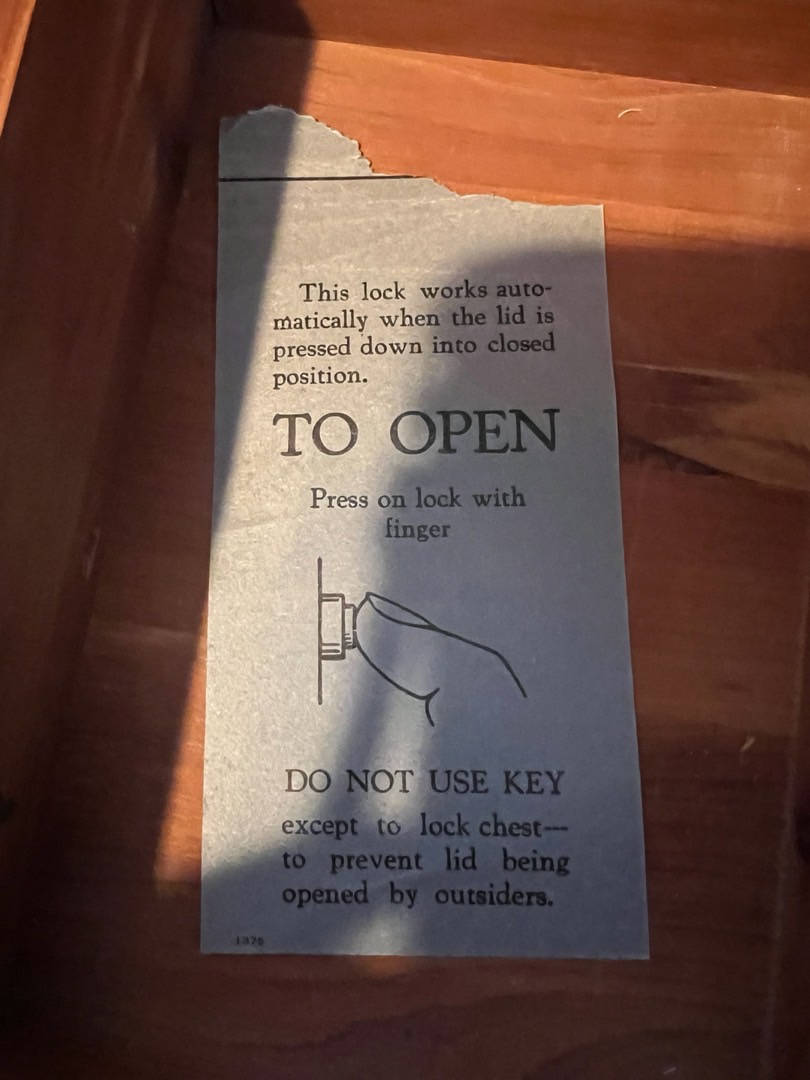 This lock works auto-
matically when the lid is
pressed down into closed
position.
TO OPEN
Press on lock with
finger
DO NOT USE KEY
except to lock chest—
to prevent lid being
opened by outsiders.